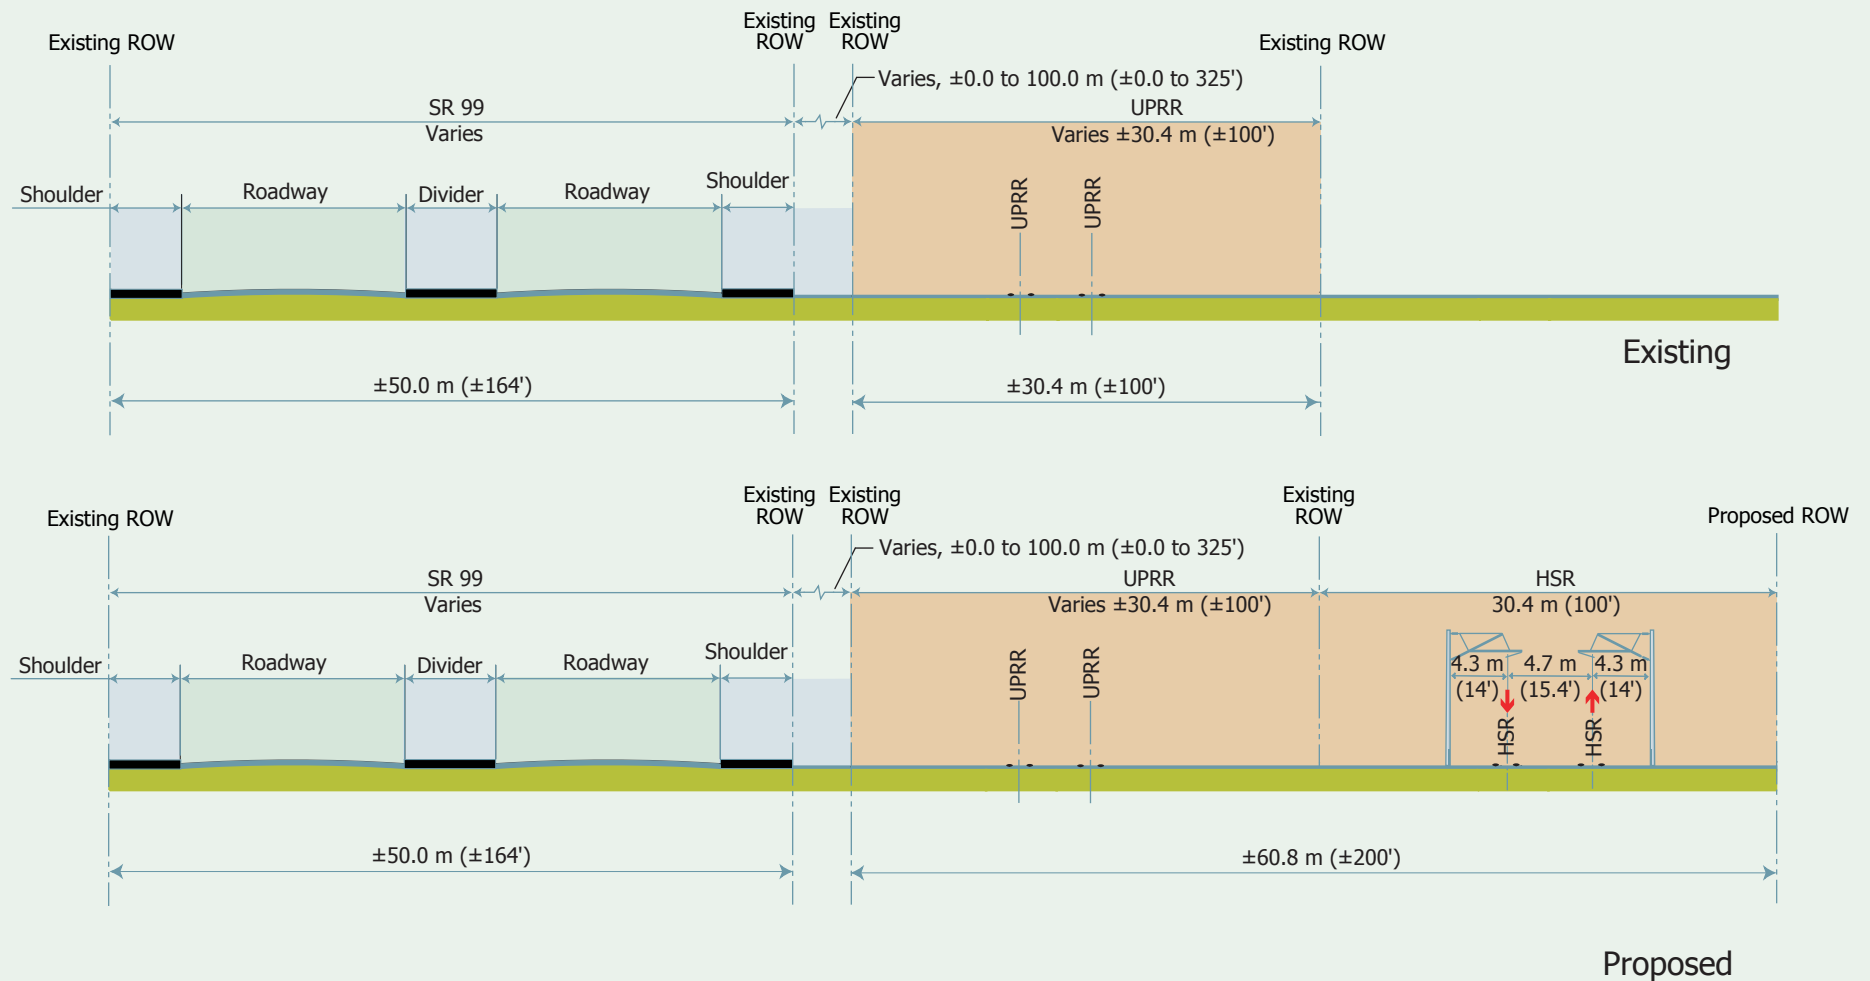 Existing ROW
Existing
ROW
Existing
ROW
Existing ROW
Varies, ±0.0 to 100.0 m (±0.0 to 325')
SR 99
Varies
UPRR
Varies ±30.4 m (±100')
Shoulder
Roadway
Divider
Roadway
Shoulder
UPRR
UPRR
Existing
±50.0 m (±164')
±30.4 m (±100')
Existing ROW
Existing
ROW
Existing
ROW
Existing
ROW
Proposed ROW
Varies, ±0.0 to 100.0 m (±0.0 to 325')
SR 99
Varies
UPRR
Varies ±30.4 m (±100')
HSR
30.4 m (100')
Shoulder
Roadway
Divider
Roadway
Shoulder
UPRR
UPRR
4.3 m
(14')
4.7 m
(15.4')
4.3 m
(14')
HSR
HSR
±50.0 m (±164')
±60.8 m (±200')
Proposed